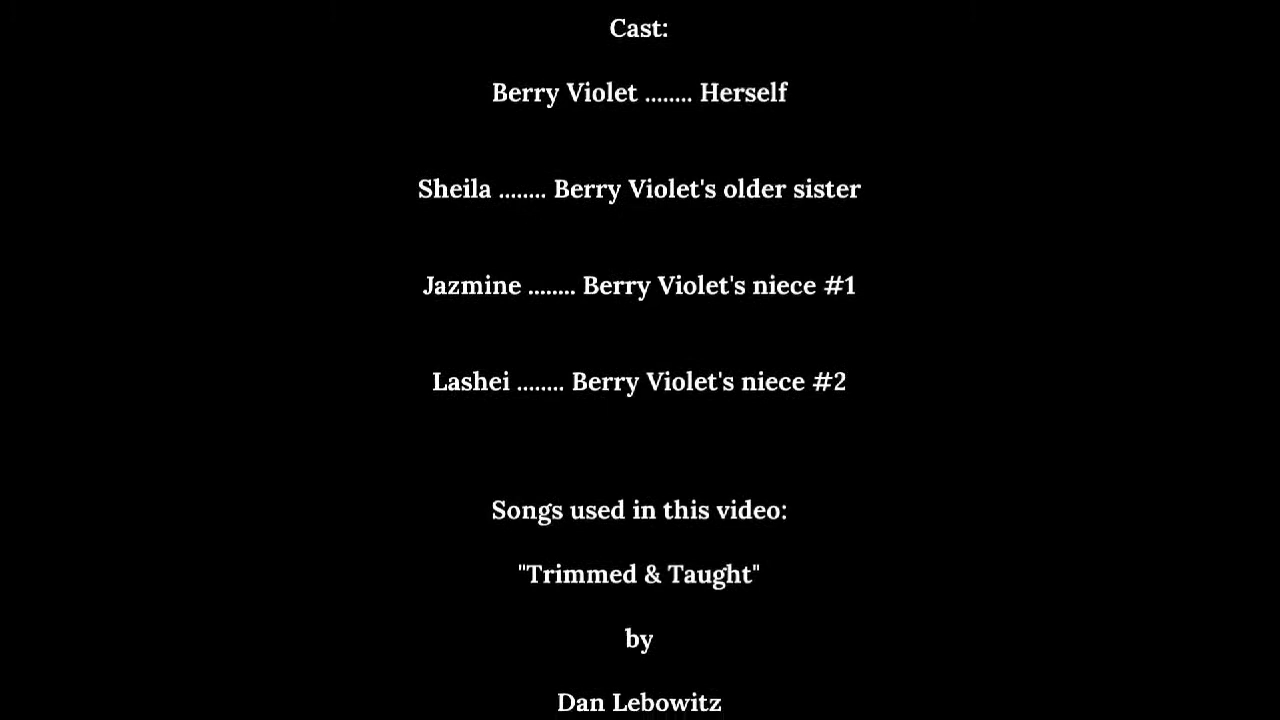 Cast:
Berry Violet ........ Herself
Sheila ........ Berry Violet's older sister
Jazmine ........ Berry Violet's niece #1
Lashei ........ Berry Violet's niece #2
Songs used in this video:
"Trimmed & Taught"
by
Dan Lebowitz